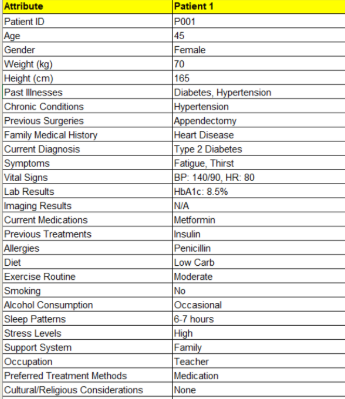 Attribute Patient 1
Patient ID P001
Age 45
Gender Female
Weight (kg) 70
Height (cm) 165
Past Illnesses Diabetes, Hypertension
Chronic Conditions Hypertension
Previous Surgeries Appendectomy
Family Medical History Heart Disease
Current Diagnosis Type 2 Diabetes
Symptoms Fatigue, Thirst
Vital Signs BP: 140/90, HR: 80
Lab Results HbA1c: 8.5%
Imaging Results N/A
Current Medications Metformin
Previous Treatments Insulin
Allergies Penicillin
Diet Low Carb
Exercise Routine Moderate
Smoking No
Alcohol Consumption Occasional
Sleep Patterns 6-7 hours
Stress Levels High
Support System Family
Occupation Teacher
Preferred Treatment Methods Medication
Cultural/Religious Considerations None